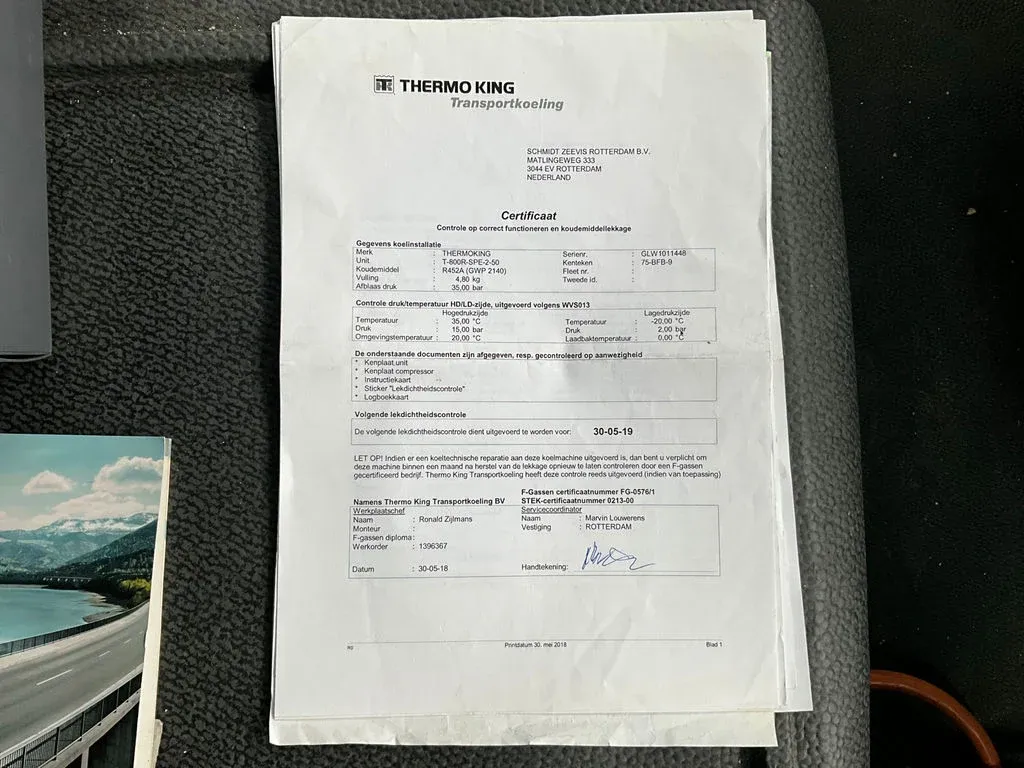 THERMO KING
Transportkoeling
SCHMIDT ZEEVIS ROTTERDAM B.V.
MATLINGEWEG 333
3044 EV ROTTERDAM
NEDERLAND
Certificaat
Controle op correct functioneren en koudemiddellekkage
Gegevens koelinstallatie
Merk : THERMOKING Serienr. : GLW1011448
Unit : T-800R-SPE-2-50 Kenteken : 75-BFB-9
Koudemiddel : R452A (GWP 2140) Fleet nr. :
Vulling : 4,80 kg Tweede id. :
Afblaas druk : 35,00 bar
Controle druk/temperatuur HD/LD-zijde, uitgevoerd volgens WVS013
Hogedrukzijde Lagedrukzijde
Temperatuur : 35,00 °C Temperatuur : -20,00 °C
Druk : 15,00 bar Druk : 2,00 bar
Omgevingstemperatuur : 20,00 °C Laadbaktemperatuur : 0,00 °C
De onderstaande documenten zijn afgegeven, resp. gecontroleerd op aanwezigheid
* Kenplaat unit
* Kenplaat compressor
* Instructiekaart
* Sticker "Lekdichtheidscontrole"
* Logboekkaart
Volgende lekdichtheidscontrole
De volgende lekdichtheidscontrole dient uitgevoerd te worden voor: 30-05-19
LET OP! Indien er een koeltechnische reparatie aan deze koelmachine uitgevoerd is, dan bent u verplicht om
deze machine binnen een maand na herstel van de lekkage opnieuw te laten controleren door een F-gassen
gecertificeerd bedrijf. Thermo King Transportkoeling heeft deze controle reeds uitgevoerd (indien van toepassing)
F-Gassen certificaatnummer FG-0576/1
Namens Thermo King Transportkoeling BV STEK-certificaatnummer 0213-00
Werkplaatschef Servicecoordinator
Naam : Ronald Zijlmans Naam : Marvin Louwerens
Monteur : Vestiging : ROTTERDAM
F-gassen diploma:
Werkorder : 1396367
Datum : 30-05-18 Handtekening:
R0 Printdatum 30. mei 2018 Blad 1